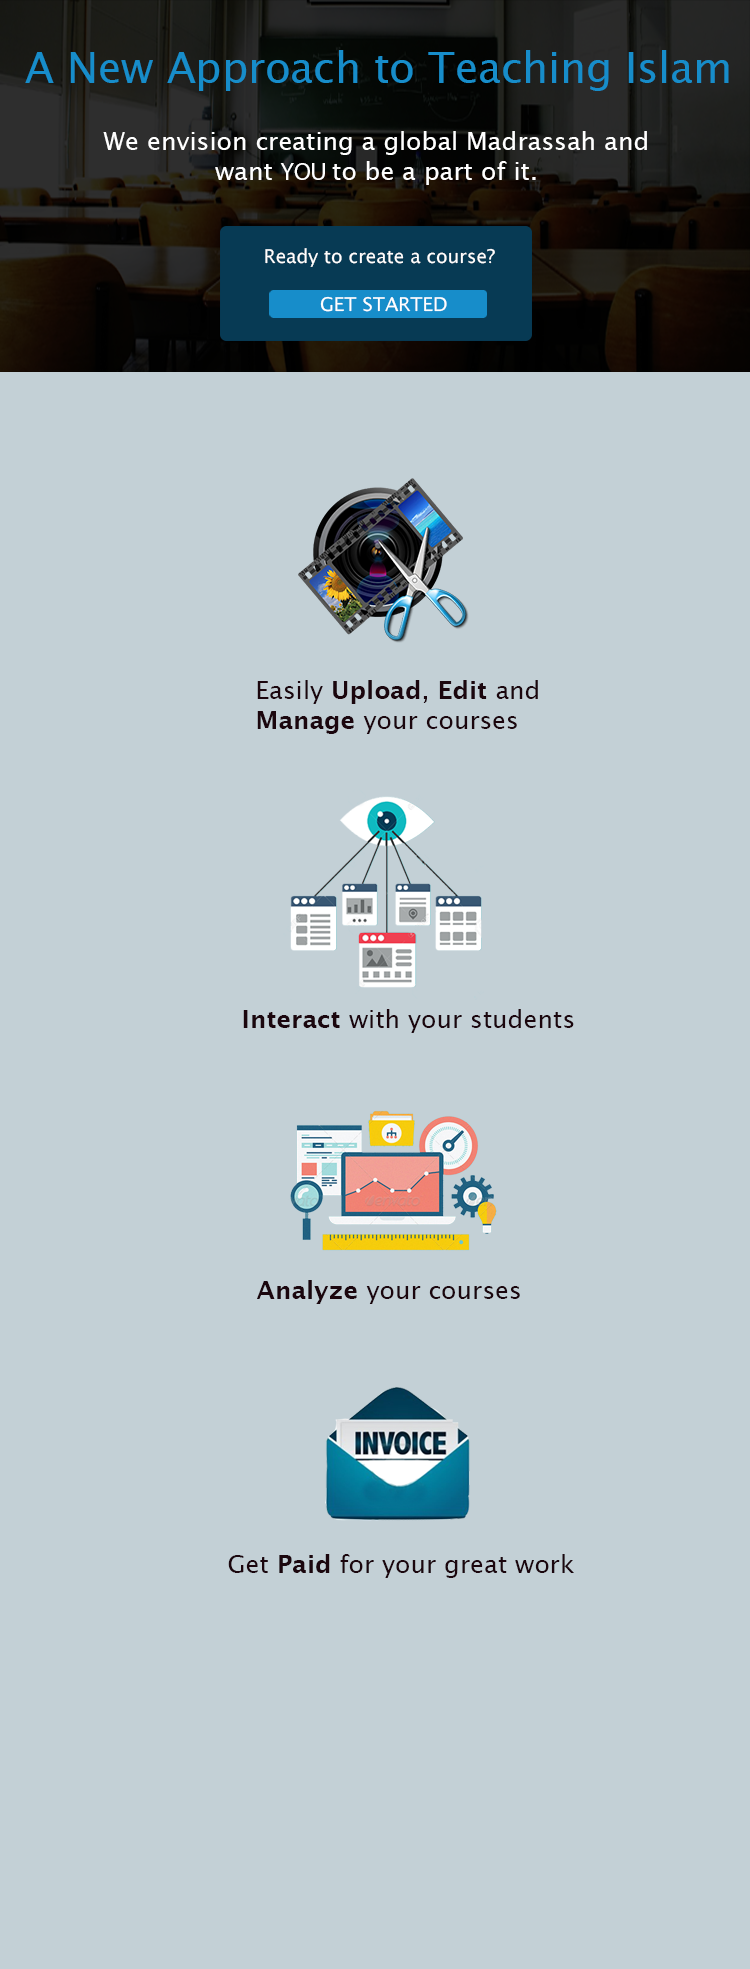 A New Approach to Teaching Islam
We envision creating a global Madrassah and
want YOU to be a part of it.
Ready to create a course?
GET STARTED
Easily Upload, Edit and
Manage your courses
Interact with your students
Analyze your courses
INVOICE
Get Paid for your great work